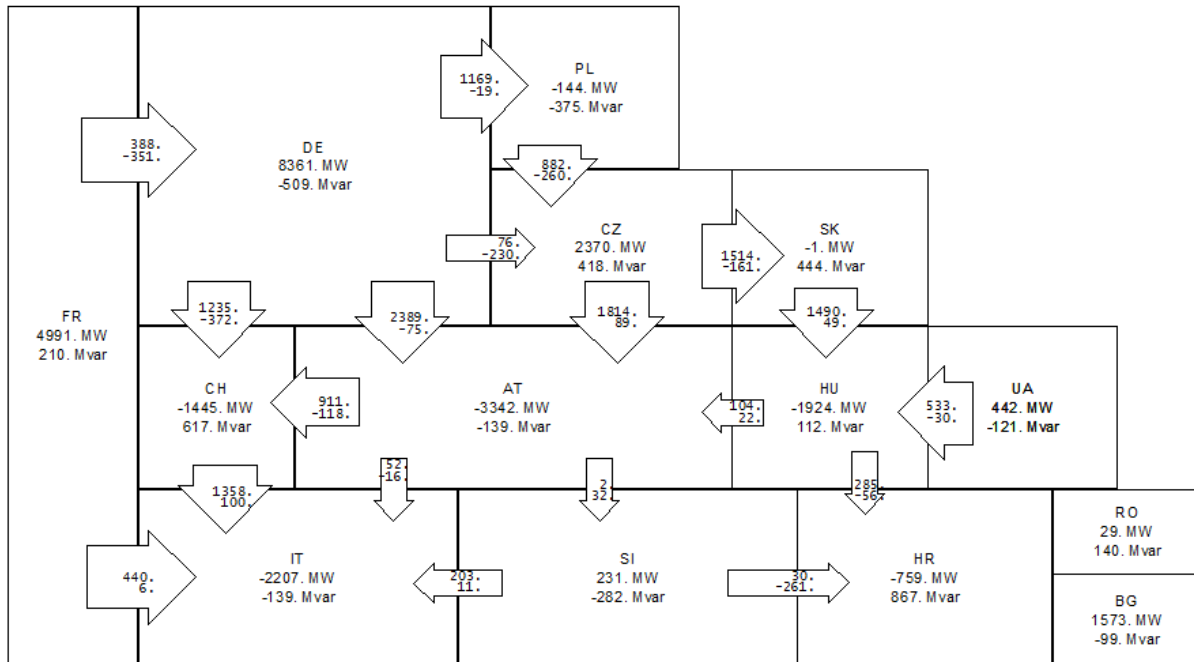 1169.
-19.
PL
-144. MW
-375. Mvar
388.
-351.
DE
8361. MW
-509. Mvar
882.
-260.
76.
-230.
CZ
2370. MW
418. Mvar
1514.
-161.
SK
-1. MW
444. Mvar
FR
4991. MW
210. Mvar
1235.
-372.
2389.
-75.
1814.
89.
1490.
49.
CH
-1445. MW
617. Mvar
911.
-118.
AT
-3342. MW
-139. Mvar
104.
22.
HU
-1924. MW
112. Mvar
533.
-30.
UA
442. MW
-121. Mvar
1358.
100.
52.
-16.
2.
32.
285.
-56.
440.
6.
IT
-2207. MW
-139. Mvar
203.
11.
SI
231. MW
-282. Mvar
30.
-261.
HR
-759. MW
867. Mvar
RO
29. MW
140. Mvar
BG
1573. MW
-99. Mvar